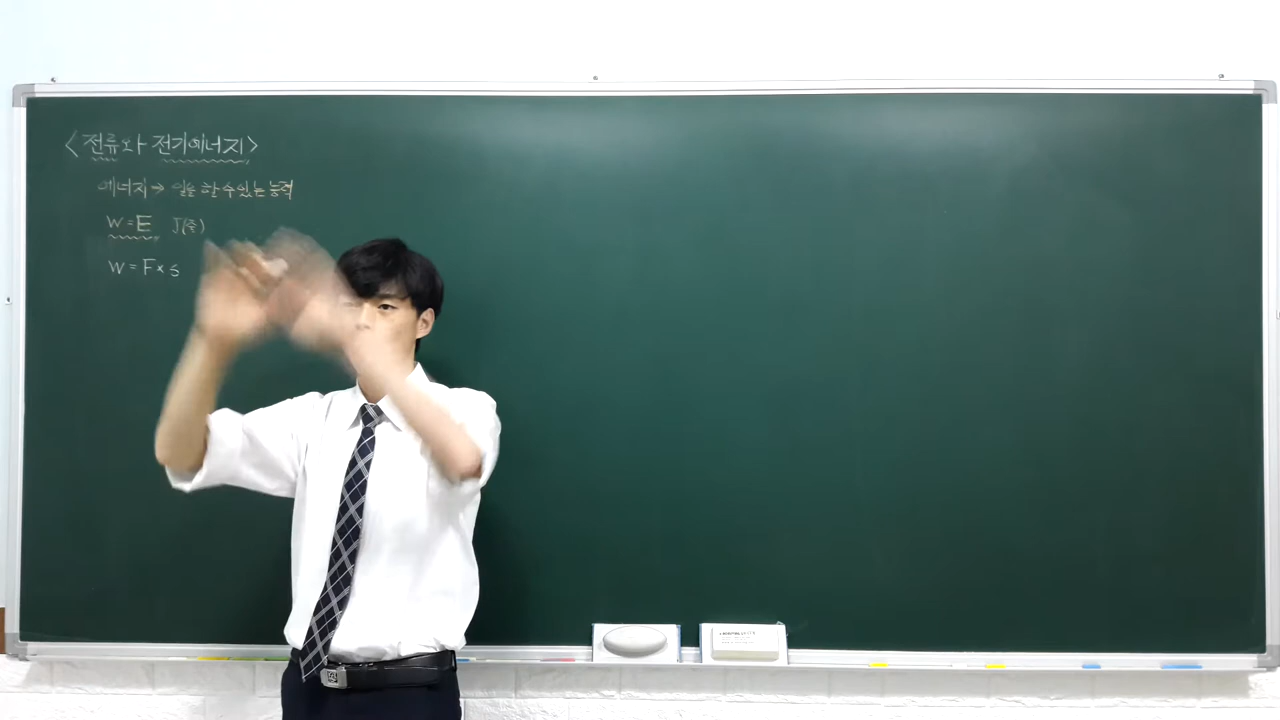 <전류와 전기에너지>
에너지 → 일을 할 수 있는 능력
W = E J(줄)
W = F × s